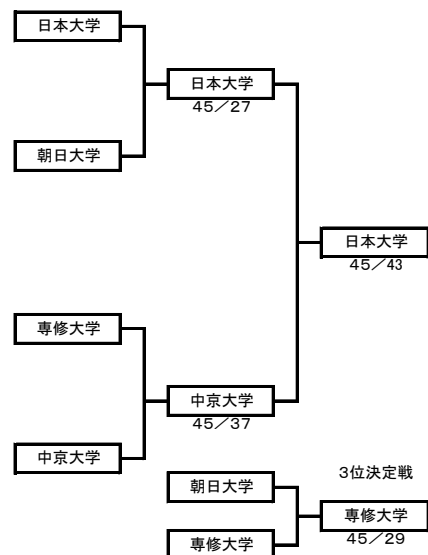 日本大学
日本大学
45／27
朝日大学
日本大学
45／43
専修大学
中京大学
45／37
中京大学
3位決定戦
朝日大学
専修大学
45／29
専修大学